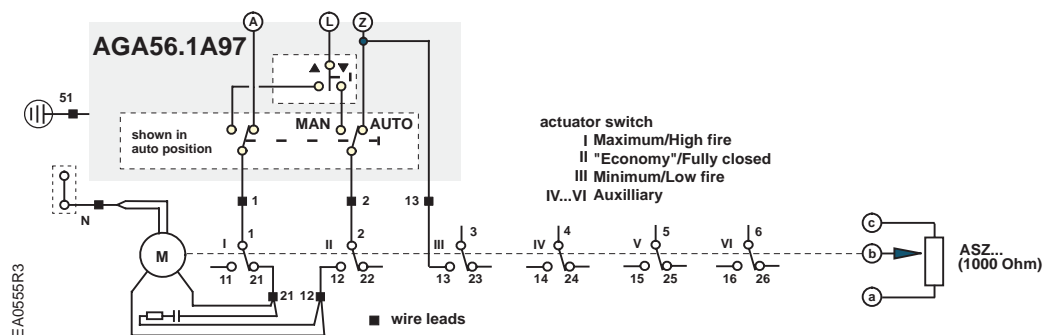 A
L
Z
AGA56.1A97
51
shown in
auto position
MAN
AUTO
actuator switch
I Maximum/High fire
II "Economy"/Fully closed
III Minimum/Low fire
IV...VI Auxilliary
N
1
2
13
M
I
1
11
21
II
2
12
22
III
3
13
23
IV
4
14
24
V
5
15
25
VI
6
16
26
c
b
a
ASZ...
(1000 Ohm)
21
12
wire leads
EA0555R3